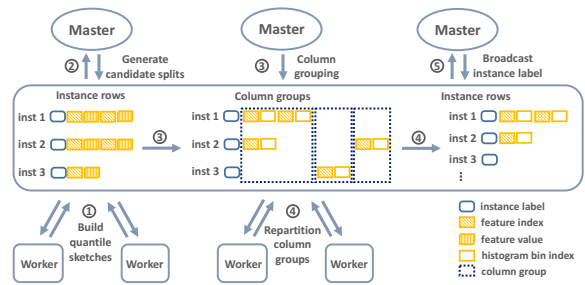 Master
Master
Master
② Generate candidate splits
③ Column grouping
⑤ Broadcast instance label
Instance rows
Column groups
Instance rows
inst 1
inst 2
inst 3
③
inst 1
inst 2
inst 3
④
inst 1
inst 2
inst 3
⋮
① Build quantile sketches
④ Repartition column groups
Worker
Worker
Worker
Worker
instance label
feature index
feature value
histogram bin index
column group